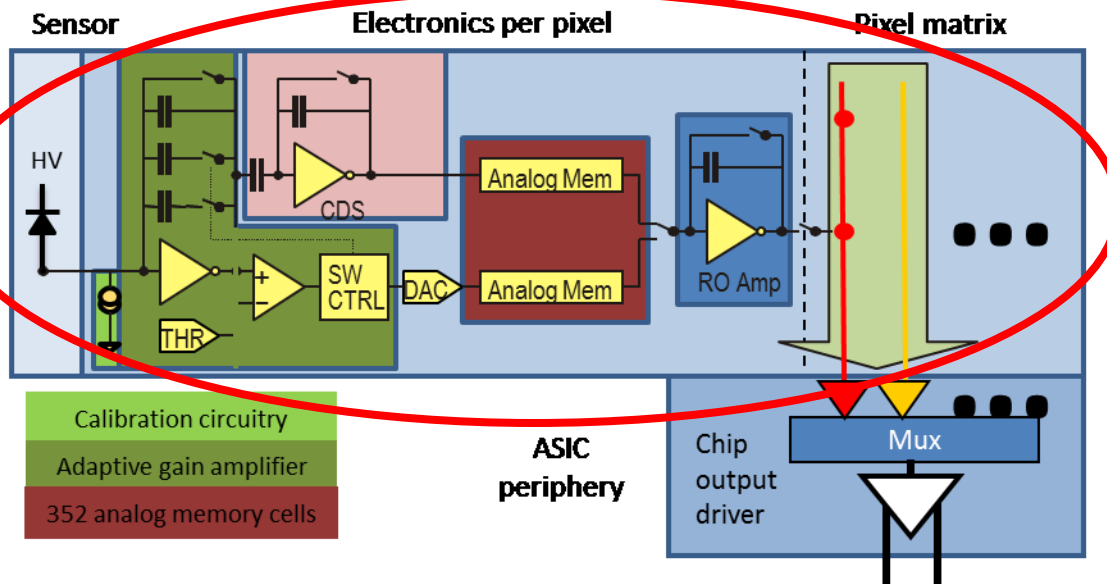 Sensor
Electronics per pixel
Pixel matrix
HV
CDS
Analog Mem
+
−
SW
CTRL
DAC
Analog Mem
RO Amp
THR
Calibration circuitry
Adaptive gain amplifier
352 analog memory cells
ASIC
periphery
Chip
output
driver
Mux